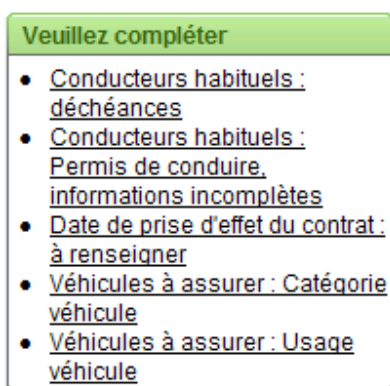 Veuillez compléter
• Conducteurs habituels :
déchéances
• Conducteurs habituels :
Permis de conduire,
informations incomplètes
• Date de prise d'effet du contrat :
à renseigner
• Véhicules à assurer : Catégorie
véhicule
• Véhicules à assurer : Usage
véhicule